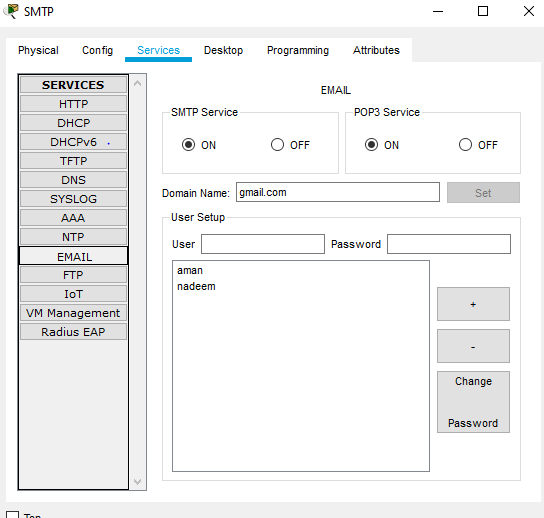 SMTP
Physical Config Services Desktop Programming Attributes
SERVICES
HTTP
DHCP
DHCPv6
TFTP
DNS
SYSLOG
AAA
NTP
EMAIL
FTP
IoT
VM Management
Radius EAP
EMAIL
SMTP Service
ON OFF
POP3 Service
ON OFF
Domain Name: gmail.com Set
User Setup
User Password
aman
nadeem
+
-
Change
Password
Top